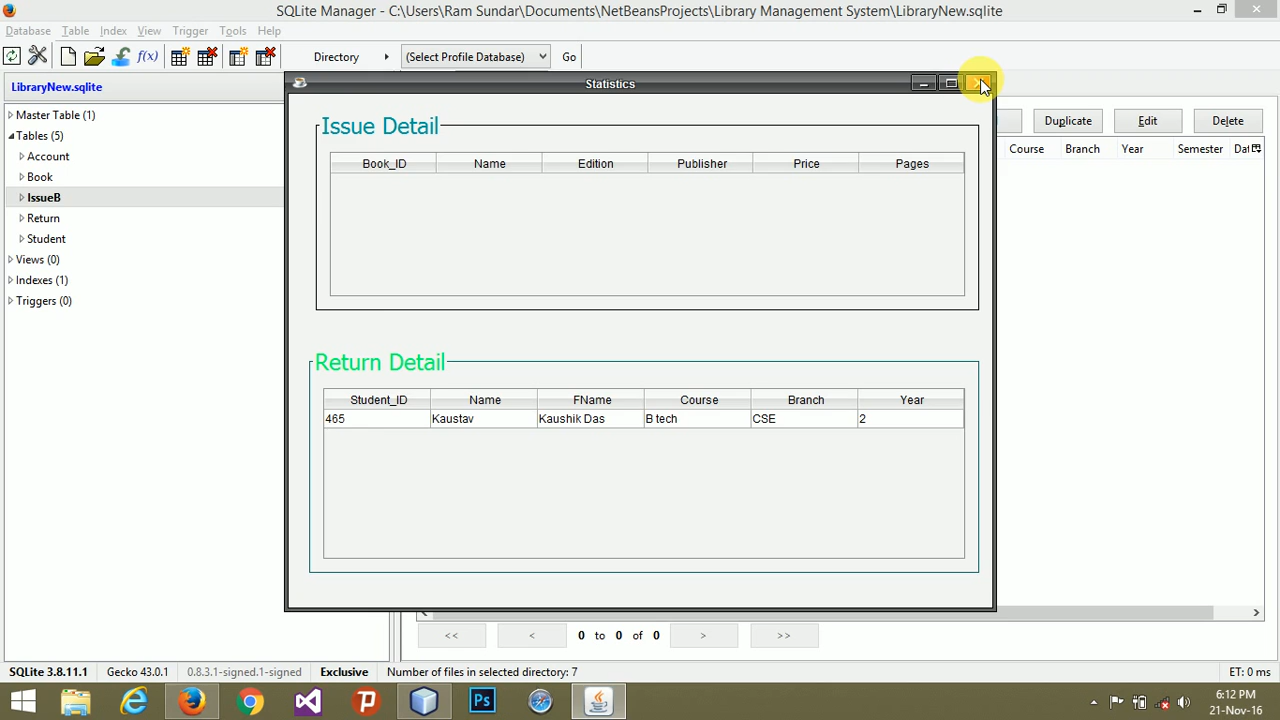 SQLite Manager - C:\Users\Ram Sundar\Documents\NetBeansProjects\Library Management System\LibraryNew.sqlite
Database Table Index View Trigger Tools Help
f(x) Directory (Select Profile Database) Go
LibraryNew.sqlite
Master Table (1)
Tables (5)
Account
Book
IssueB
Return
Student
Views (0)
Indexes (1)
Triggers (0)
Statistics
Issue Detail
Book_ID Name Edition Publisher Price Pages
Return Detail
Student_ID Name FName Course Branch Year
465 Kaustav Kaushik Das B tech CSE 2
Duplicate Edit Delete
Course Branch Year Semester Dat
<< < 0 to 0 of 0 > >>
SQLite 3.8.11.1 Gecko 43.0.1 0.8.3.1-signed.1-signed Exclusive Number of files in selected directory: 7 ET: 0 ms
Ps
6:12 PM
21-Nov-16